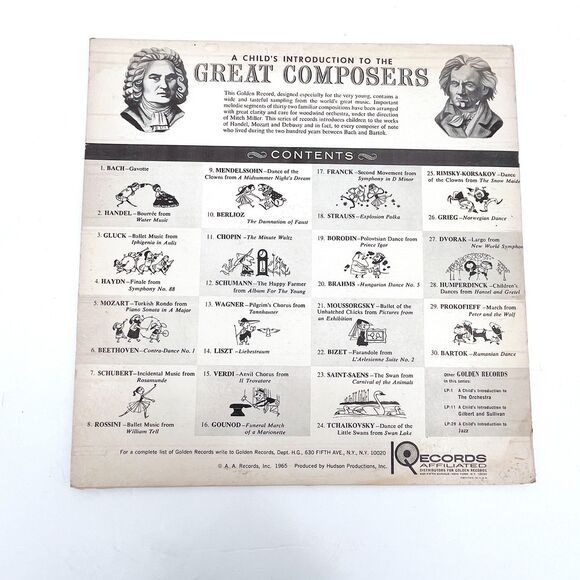 A CHILD'S INTRODUCTION TO THE
GREAT COMPOSERS
This Golden Record, designed especially for the very young, contains a
wide and tasteful sampling from the world's great music. Important
melodic segments of thirty two familiar compositions have been arranged
with great clarity and care for woodwind orchestra, under the direction
of Mitch Miller. This series of records introduces children to the works
of Handel, Mozart and Debussy and in fact, to every composer of note
who lived during the two hundred years between Bach and Bartok.
CONTENTS
1. BACH—Gavotte
2. HANDEL—Bourrée from
Water Music
3. GLUCK—Ballet Music from
Iphigenia in Aulis
4. HAYDN—Finale from
Symphony No. 88
5. MOZART—Turkish Rondo from
Piano Sonata in A Major
6. BEETHOVEN—Contra-Dance No. 1
7. SCHUBERT—Incidental Music from
Rosamunde
8. ROSSINI—Ballet Music from
William Tell
9. MENDELSSOHN—Dance of the
Clowns from A Midsummer Night's Dream
10. BERLIOZ
The Damnation of Faust
11. CHOPIN—The Minute Waltz
12. SCHUMANN—The Happy Farmer
from Album For The Young
13. WAGNER—Pilgrim's Chorus from
Tannhauser
14. LISZT—Liebestraum
15. VERDI—Anvil Chorus from
Il Trovatore
16. GOUNOD—Funeral March of
a Marionette
17. FRANCK—Second Movement from
Symphony in D Minor
18. STRAUSS—Explosion Polka
19. BORODIN—Polovtsian Dance from
Prince Igor
20. BRAHMS—Hungarian Dance No. 5
21. MOUSSORGSKY—Ballet of the
Unhatched Chicks from Pictures from
an Exhibition
22. BIZET—Farandole from
L'Arlesienne Suite No. 2
23. SAINT-SAENS—The Swan from
Carnival of the Animals
24. TCHAIKOVSKY—Dance of the
Little Swans from Swan Lake
25. RIMSKY-KORSAKOV—Dance
of the Clowns from The Snow Maide
26. GRIEG—Norwegian Dance
27. DVORAK—Largo from
New World Symphon
28. HUMPERDINCK—Children's
Dances from Hansel and Gretel
29. PROKOFIEFF—March from
Peter and the Wolf
30. BARTOK—Rumanian Dance
Other GOLDEN RECORDS
in this series:
LP:1 A Child's Introduction to
The Orchestra
LP:11 A Child's Introduction to
Gilbert and Sullivan
LP:29 A Child's Introduction to
Jazz
For a complete list of Golden Records write to Golden Records, Dept. H.G., 630 FIFTH AVE., N.Y., N.Y. 10020
© A. A. Records, Inc. 1965 Produced by Hudson Productions, Inc.
RECORDS
AFFILIATED
DISTRIBUTORS FOR GOLDEN RECORDS